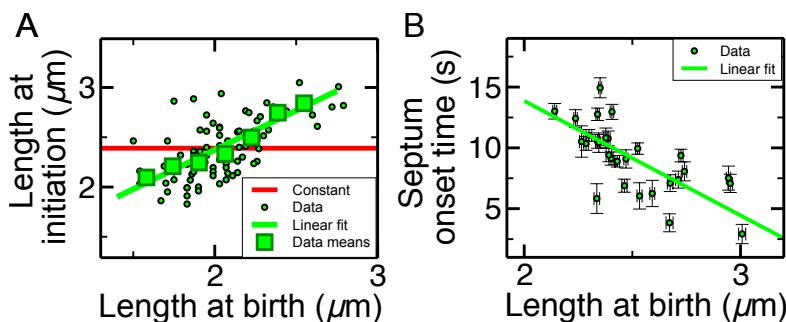 A
Length at
initiation (μm)
3
2
2
3
Length at birth (μm)
Constant
Data
Linear fit
Data means
B
Septum
onset time (s)
15
10
5
2
3
Length at birth (μm)
Data
Linear fit